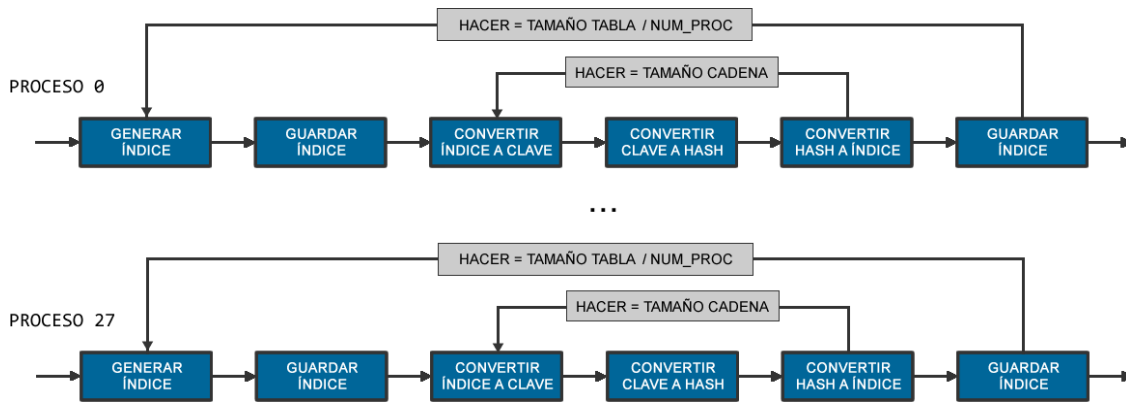 HACER = TAMAÑO TABLA / NUM_PROC
HACER = TAMAÑO CADENA
PROCESO 0
GENERAR
ÍNDICE
GUARDAR
ÍNDICE
CONVERTIR
ÍNDICE A CLAVE
CONVERTIR
CLAVE A HASH
CONVERTIR
HASH A ÍNDICE
GUARDAR
ÍNDICE
...
HACER = TAMAÑO TABLA / NUM_PROC
HACER = TAMAÑO CADENA
PROCESO 27
GENERAR
ÍNDICE
GUARDAR
ÍNDICE
CONVERTIR
ÍNDICE A CLAVE
CONVERTIR
CLAVE A HASH
CONVERTIR
HASH A ÍNDICE
GUARDAR
ÍNDICE